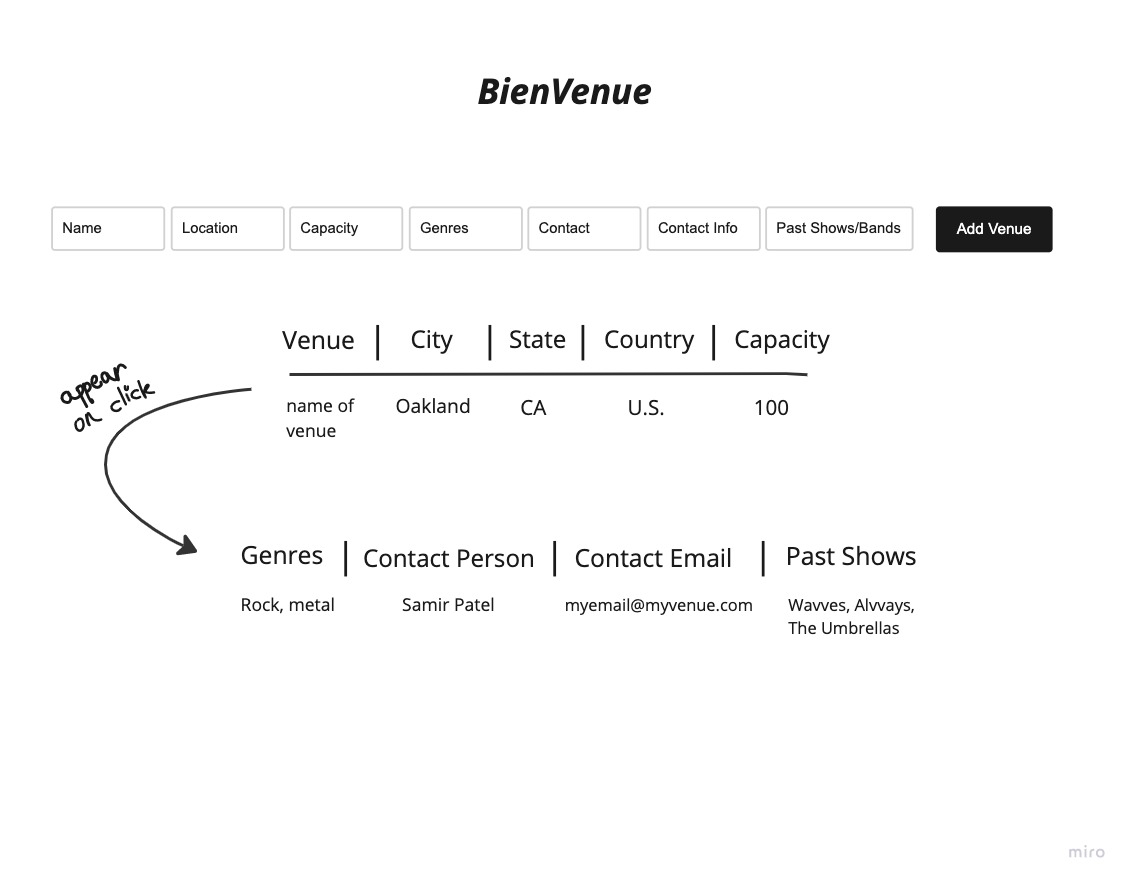 BienVenue
Name Location Capacity Genres Contact Contact Info Past Shows/Bands Add Venue
Venue | City | State | Country | Capacity
appear
on click
name of Oakland CA U.S. 100
venue
Genres | Contact Person | Contact Email | Past Shows
Rock, metal Samir Patel myemail@myvenue.com Wavves, Alvvays,
The Umbrellas
miro